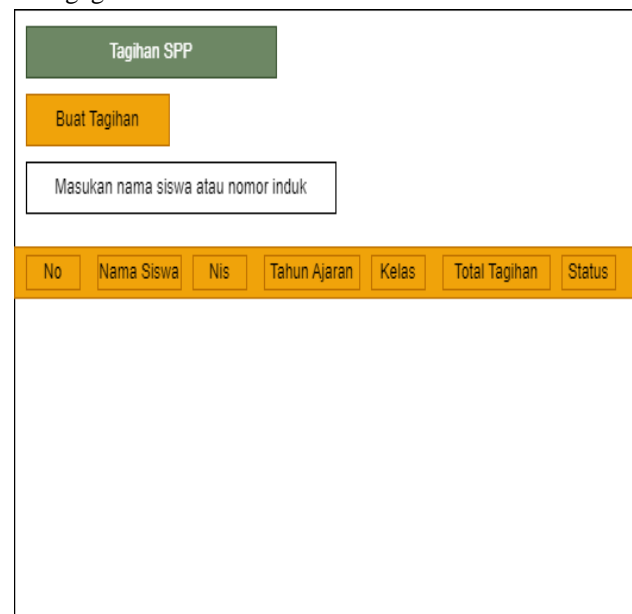 Tagihan SPP
Buat Tagihan
Masukan nama siswa atau nomor induk
No Nama Siswa Nis Tahun Ajaran Kelas Total Tagihan Status